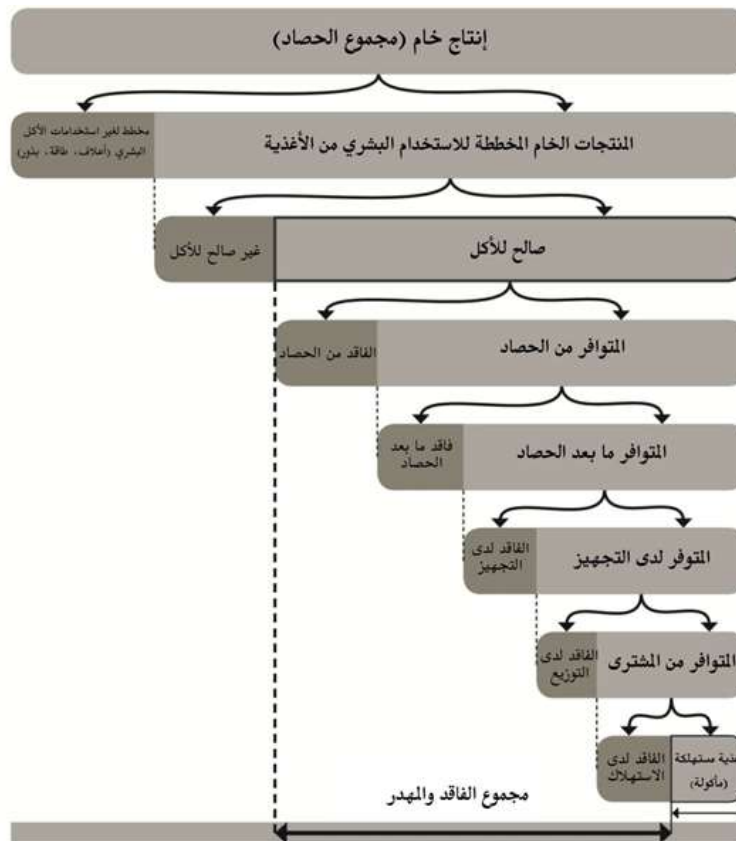 إنتاج خام (مجموع الحصاد)
المنتجات الخام المخططة للاستخدام البشري من الأغذية
مخطط لغير استخدامات الأكل
البشري (أعلاف، طاقة، بذور)
صالح للأكل
غير صالح للأكل
المتوافر من الحصاد
الفاقد من الحصاد
المتوافر ما بعد الحصاد
فاقد ما بعد
الحصاد
المتوفر لدى التجهيز
الفاقد لدى
التجهيز
المتوافر من المشترى
الفاقد لدى
التوزيع
مستهلكة
(مأكولة)
الفاقد لدى
الاستهلاك
مجموع الفاقد والمهدر